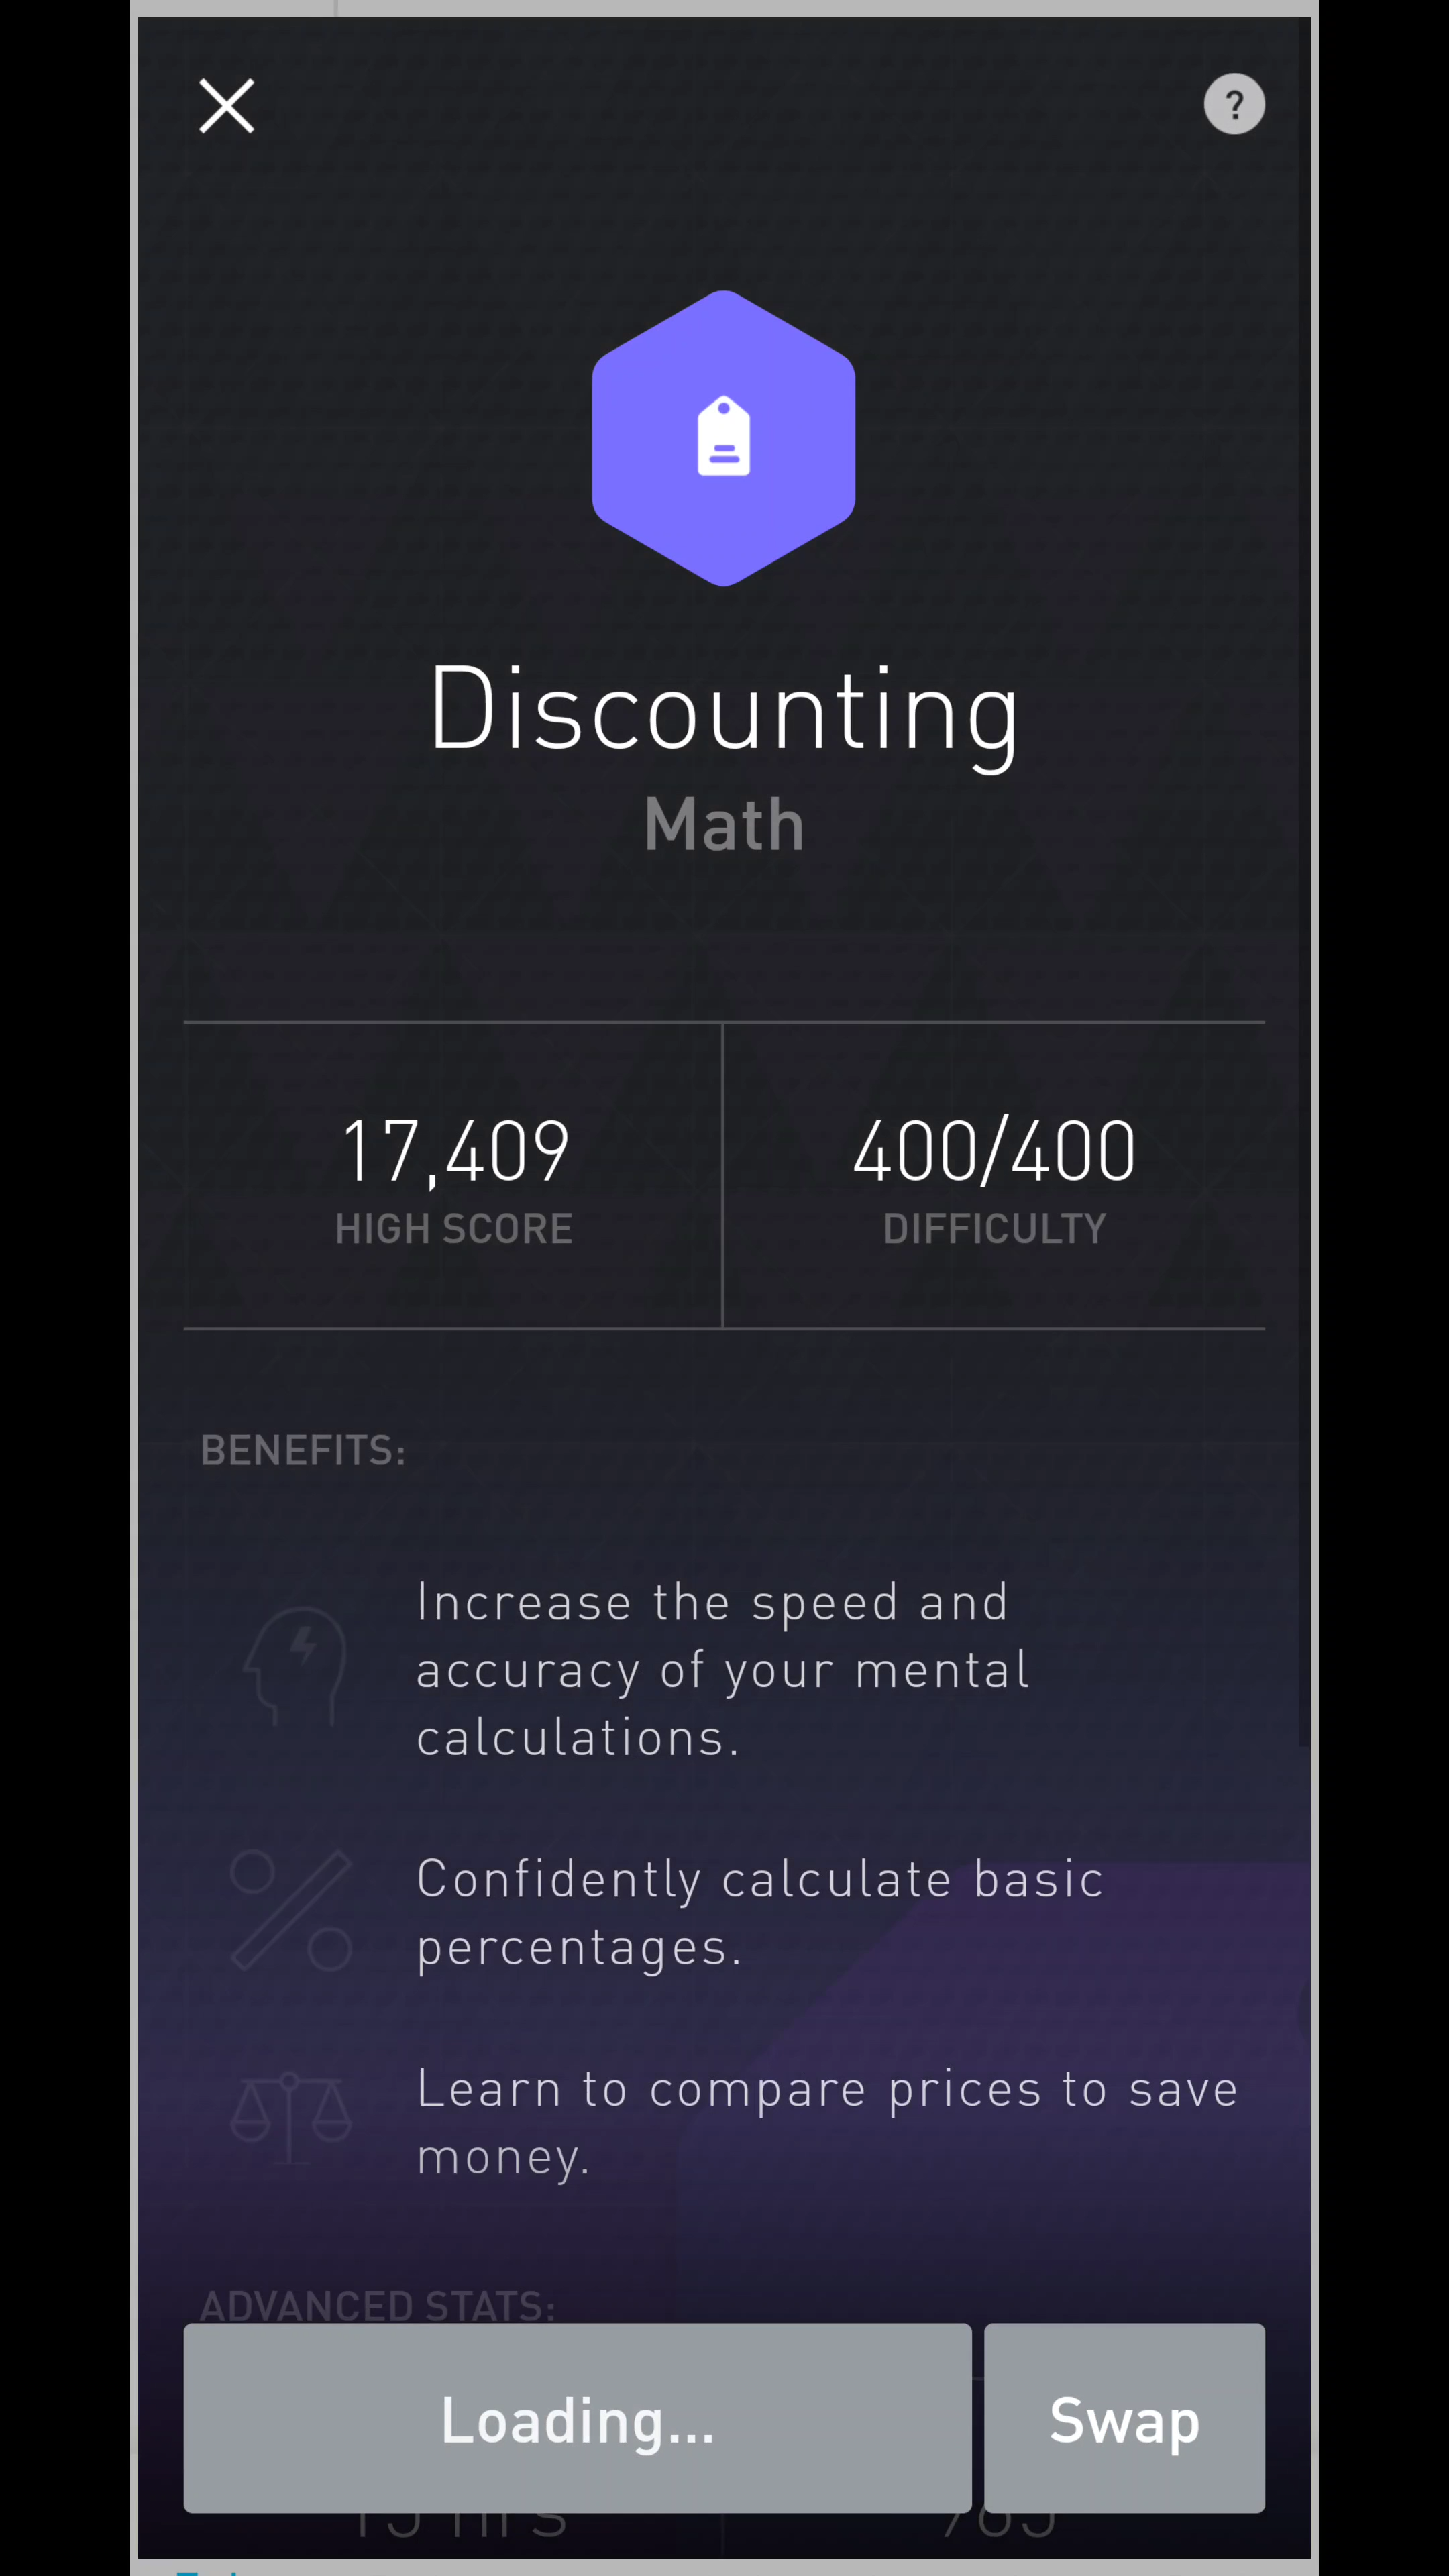 ?
Discounting
Math
17,409
HIGH SCORE
400/400
DIFFICULTY
BENEFITS:
Increase the speed and
accuracy of your mental
calculations.
Confidently calculate basic
percentages.
Learn to compare prices to save
money.
ADVANCED STATS:
Loading...
Swap